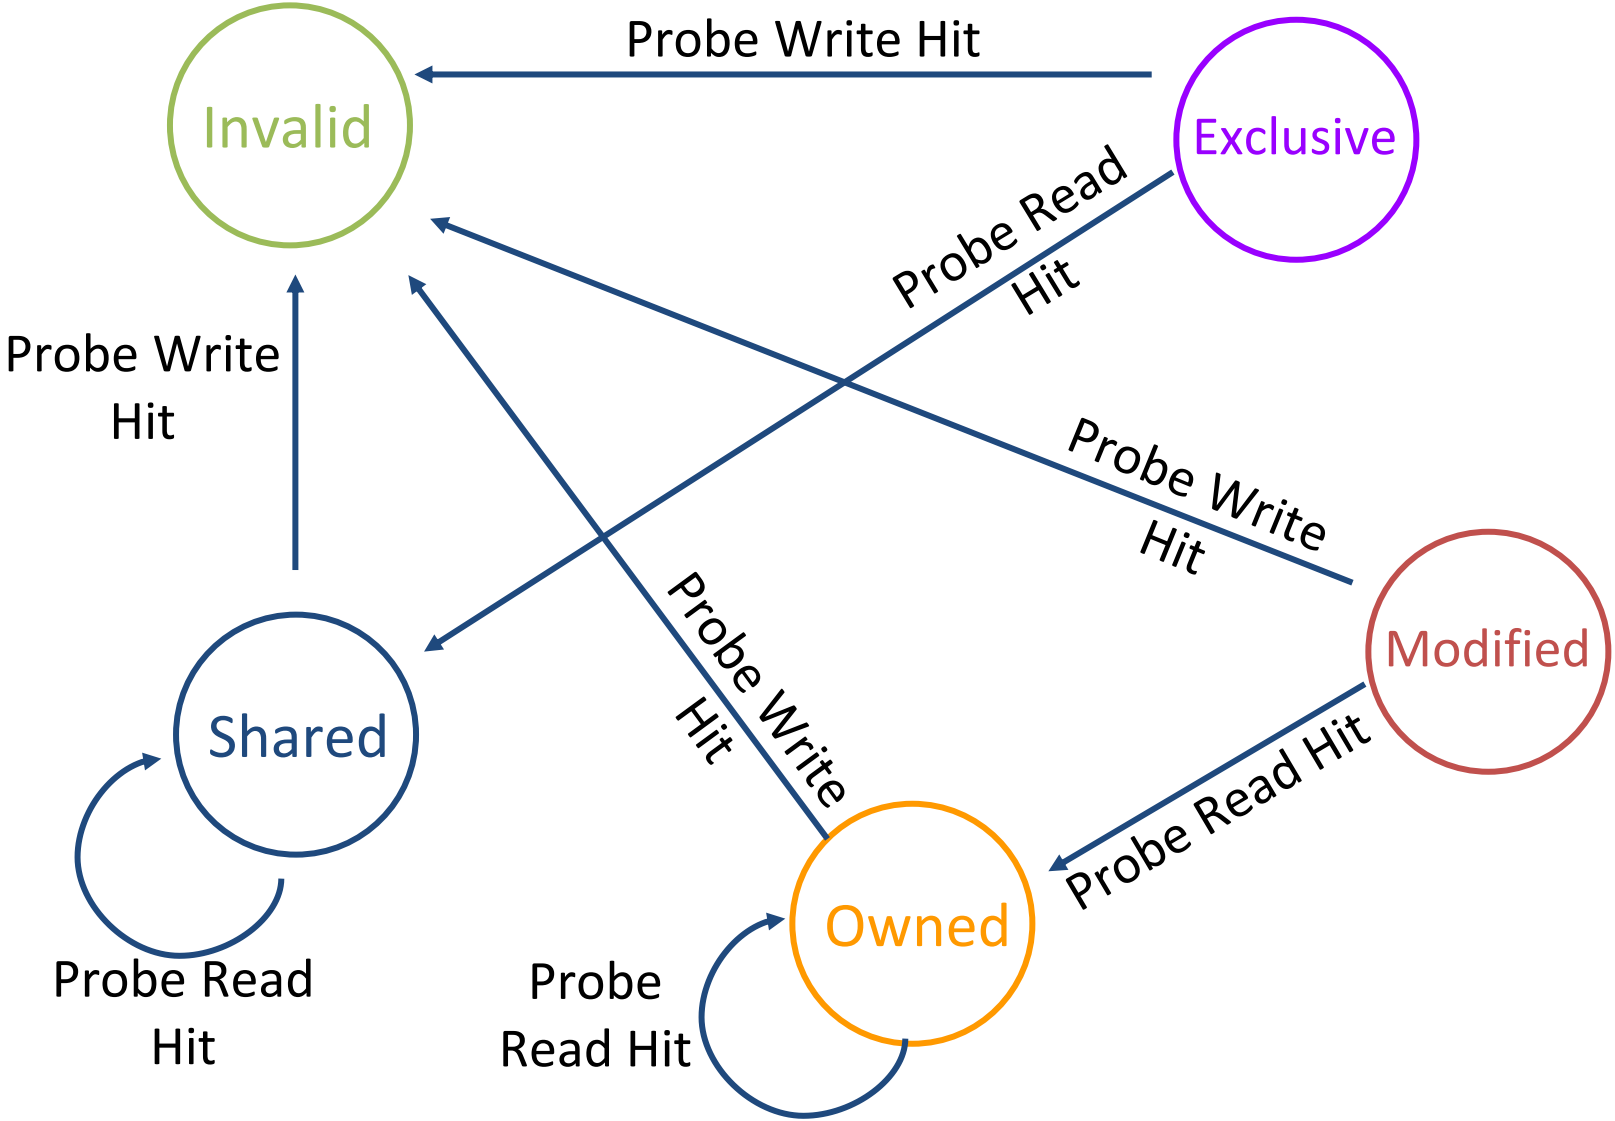 Probe Write Hit
Invalid
Exclusive
Probe Read
Hit
Probe Write
Hit
Probe Write
Hit
Probe Write
Hit
Modified
Shared
Probe Read Hit
Owned
Probe Read
Hit
Probe
Read Hit